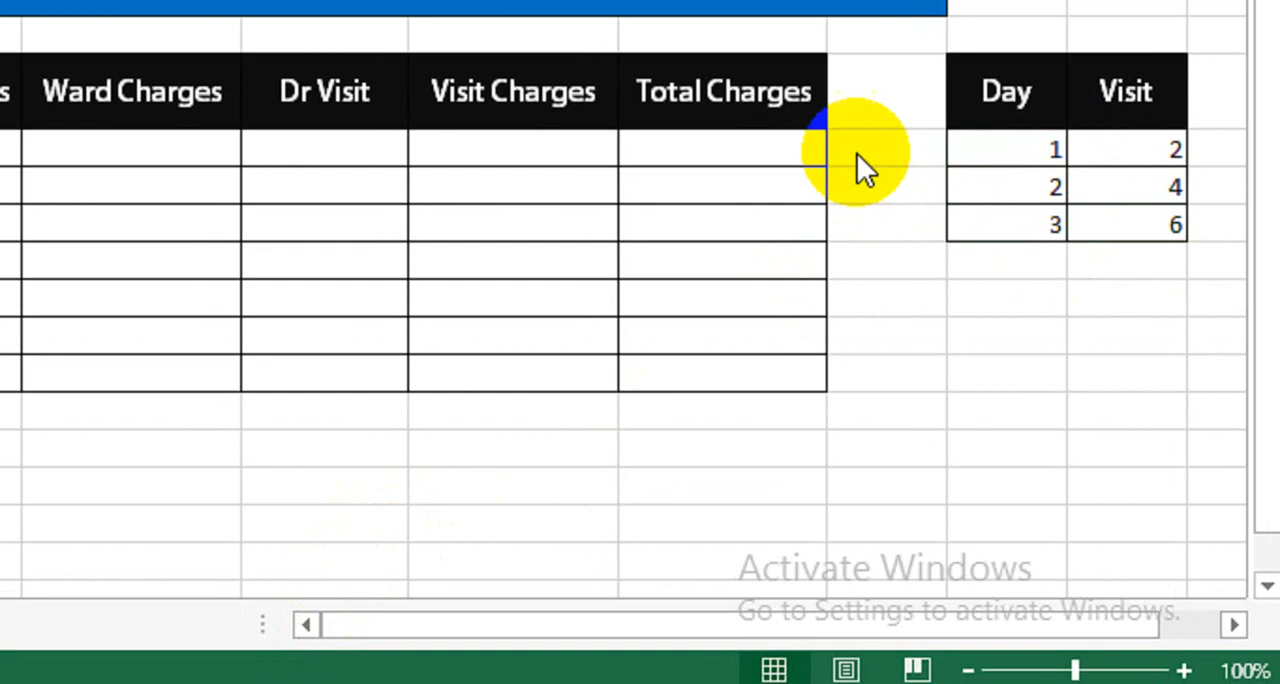 s Ward Charges Dr Visit Visit Charges Total Charges Day Visit
1 2
2 4
3 6
Activate Windows
Go to Settings to activate Windows.
100%